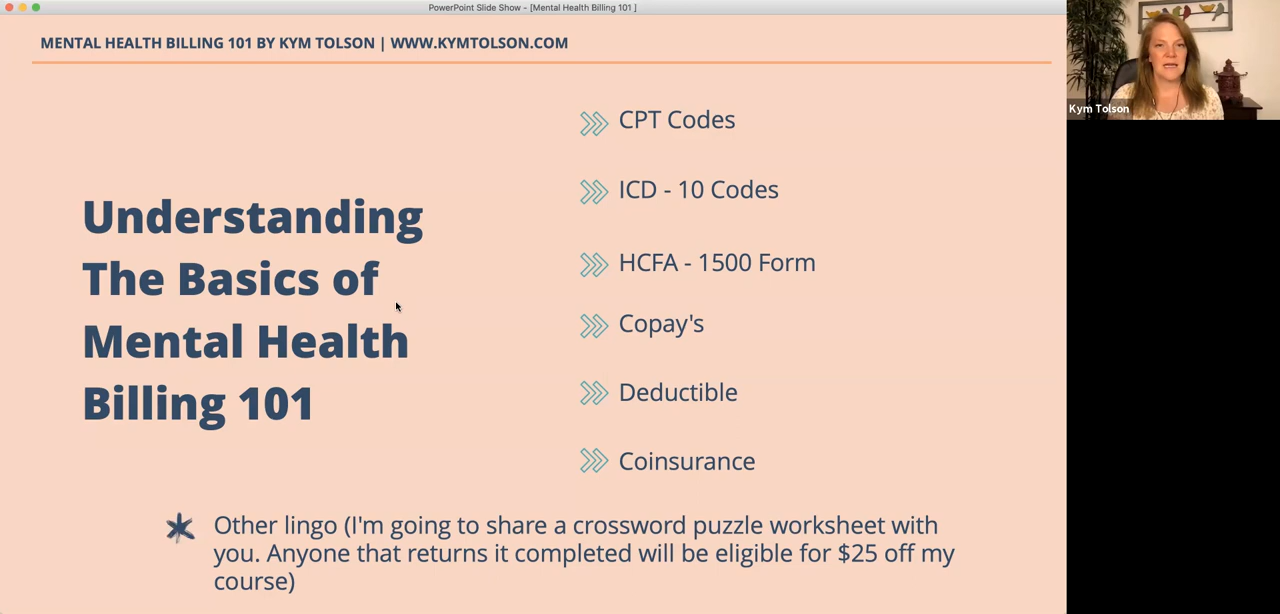 PowerPoint Slide Show - [Mental Health Billing 101 ]
MENTAL HEALTH BILLING 101 BY KYM TOLSON | WWW.KYMTOLSON.COM
Understanding
The Basics of
Mental Health
Billing 101
CPT Codes
ICD - 10 Codes
HCFA - 1500 Form
Copay's
Deductible
Coinsurance
Other lingo (I'm going to share a crossword puzzle worksheet with
you. Anyone that returns it completed will be eligible for $25 off my
course)
Kym Tolson